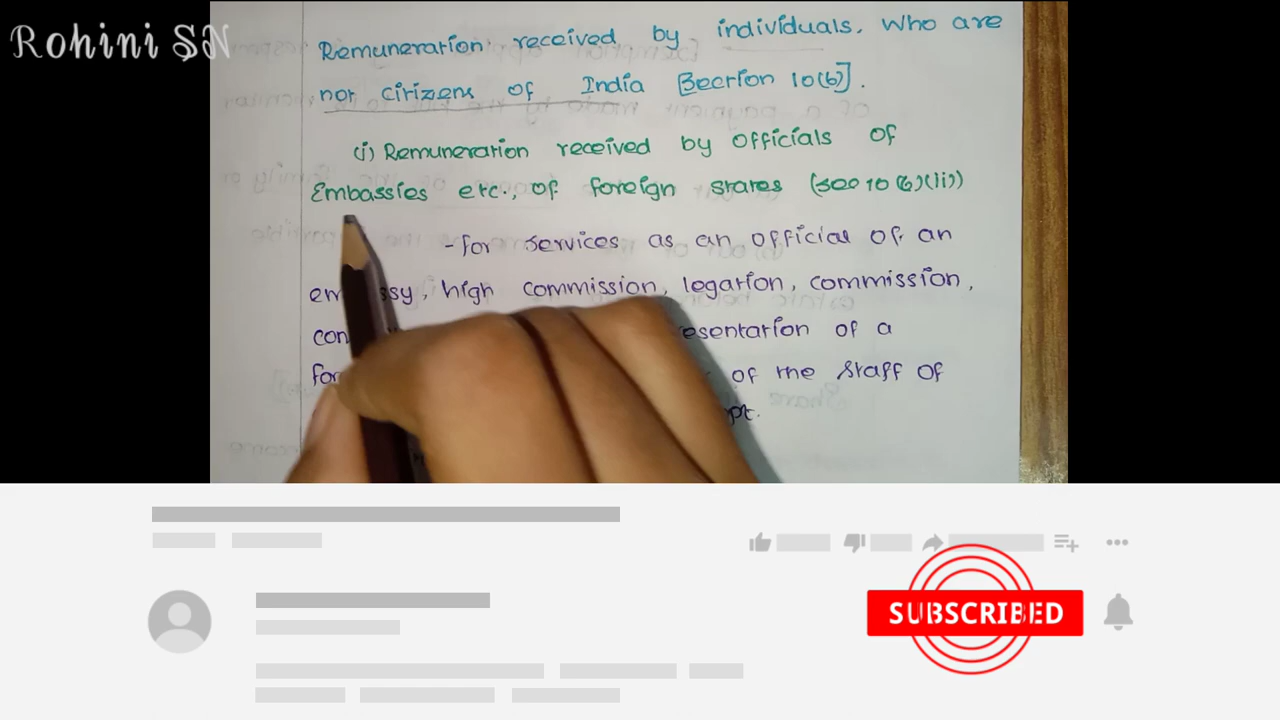 Rohini SN
Remuneration received by individuals, who are
not citizens of India [Section 10(6)].
(i) Remuneration received by officials of
Embassies etc., of foreign states (sec 10 (6)(ii))
- for services as an official of an
high commission, legation, commission,
of a
of the staff of
SUBSCRIBED